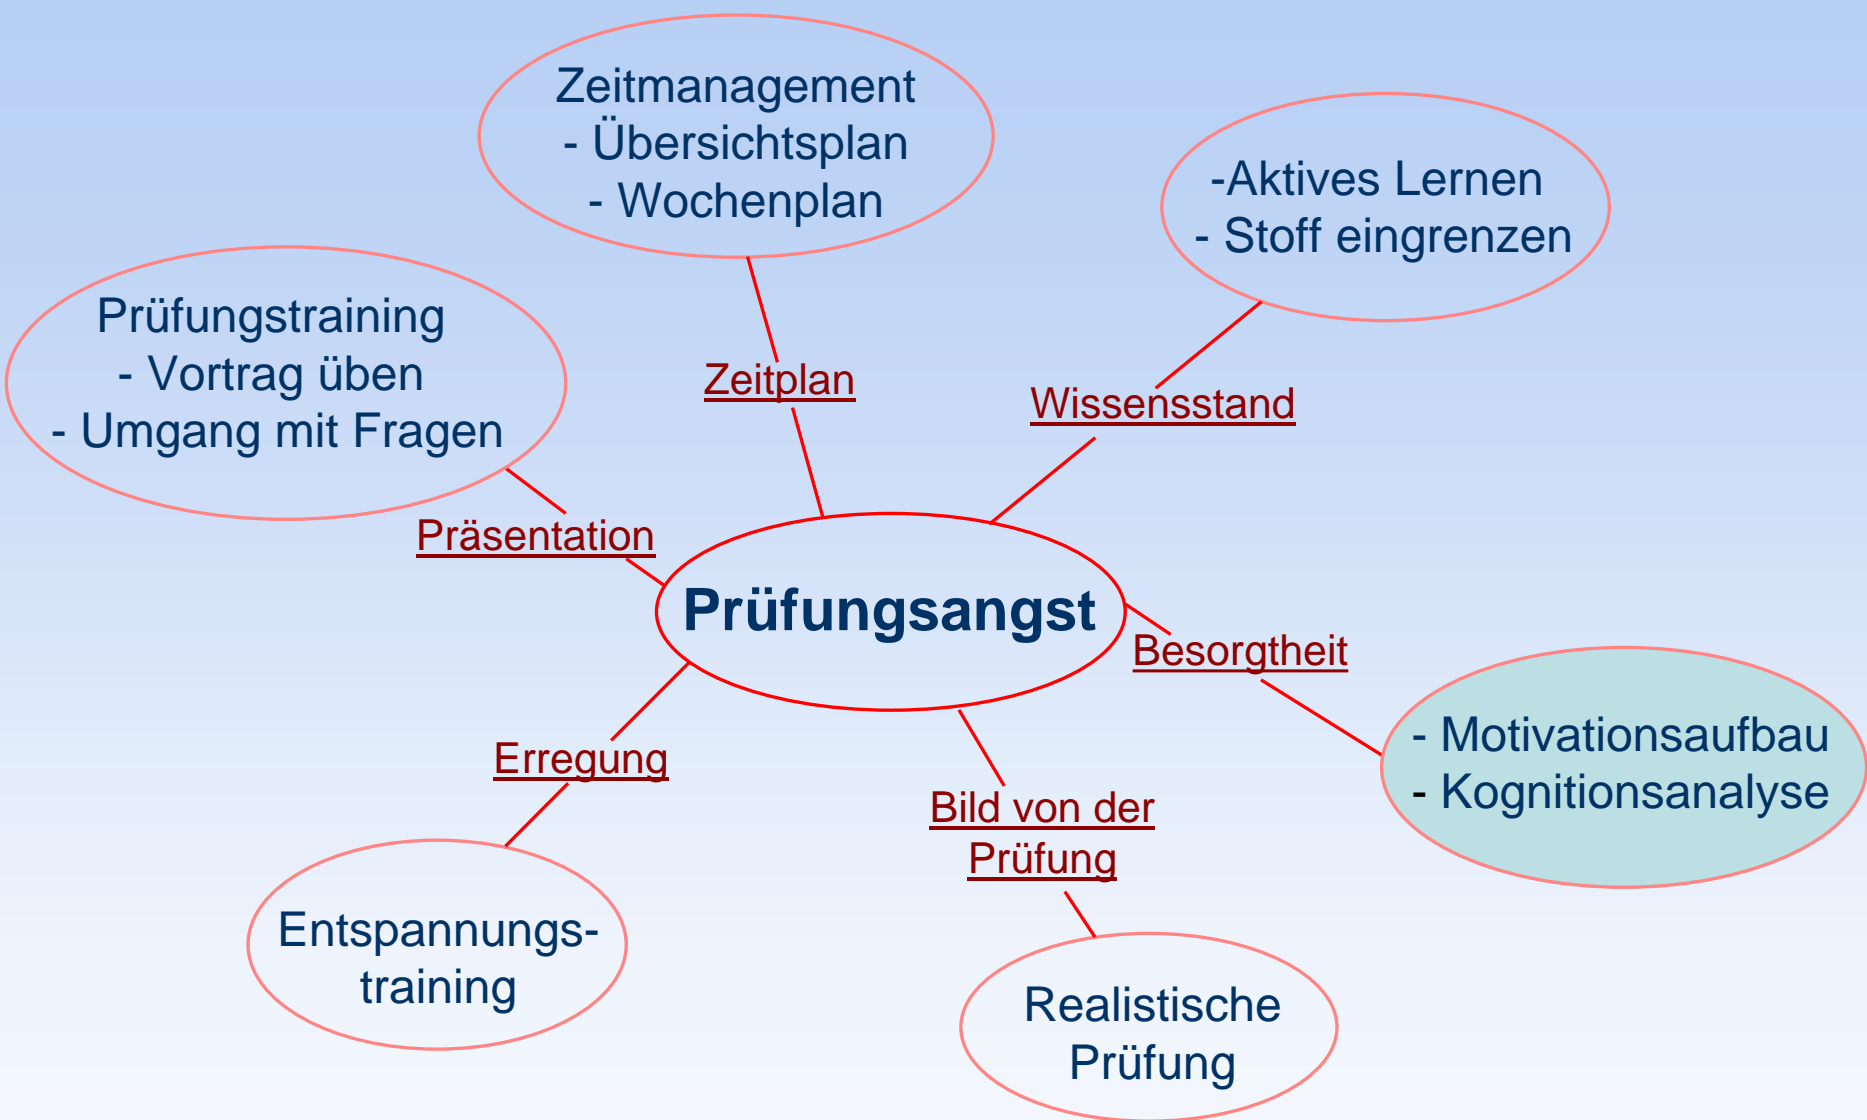 Zeitmanagement
- Übersichtsplan
- Wochenplan
-Aktives Lernen
- Stoff eingrenzen
Prüfungstraining
- Vortrag üben
- Umgang mit Fragen
Zeitplan
Wissensstand
Präsentation
Prüfungsangst
Besorgtheit
- Motivationsaufbau
- Kognitionsanalyse
Erregung
Bild von der
Prüfung
Entspannungs-
training
Realistische
Prüfung